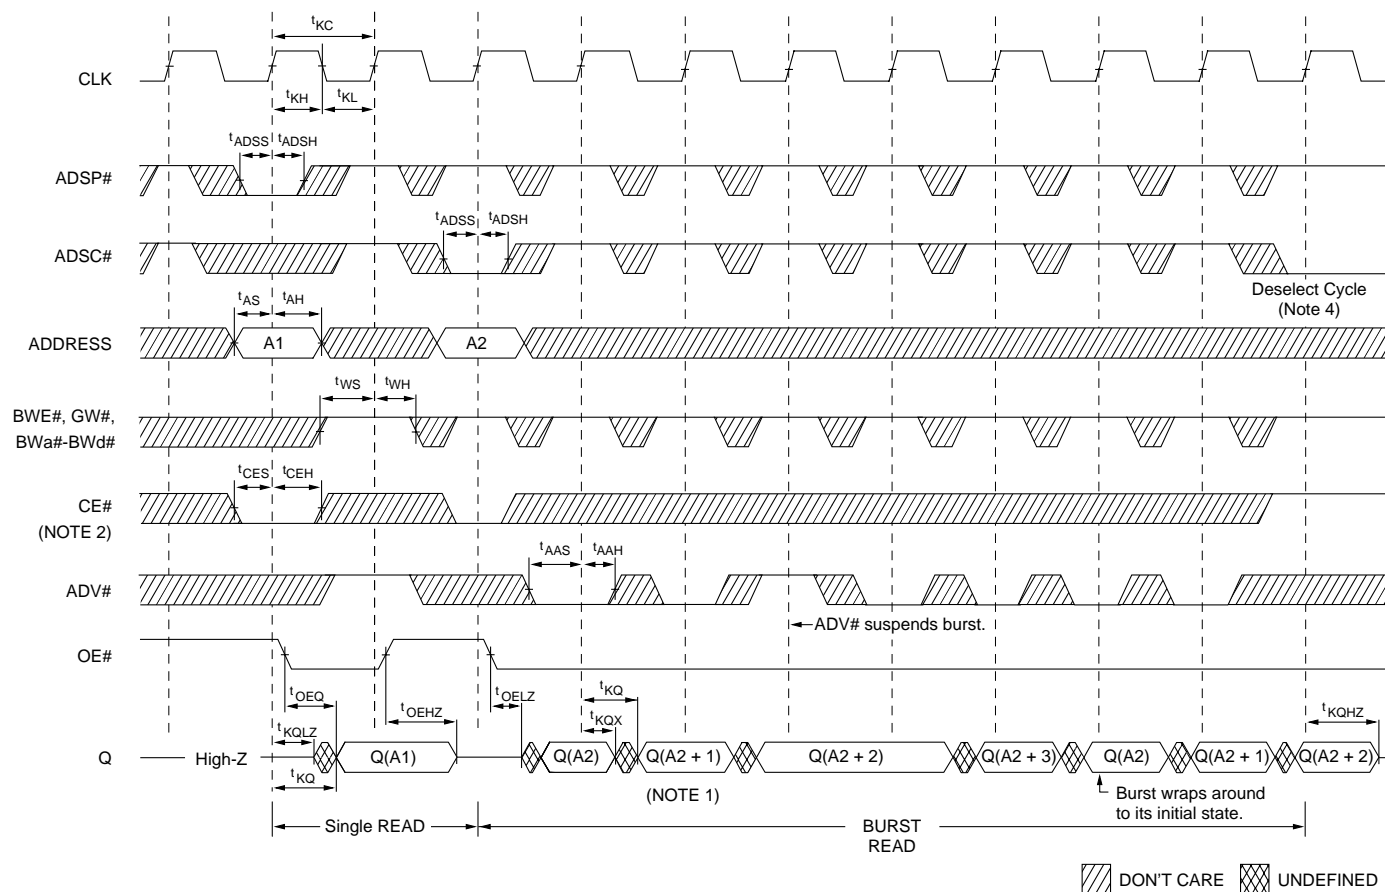 tKC
CLK
tKH
tKL
tADSS
tADSH
ADSP#
tADSS
tADSH
ADSC#
Deselect Cycle
(Note 4)
tAS
tAH
ADDRESS
A1
A2
tWS
tWH
BWE#, GW#,
BWa#-BWd#
tCES
tCEH
CE#
(NOTE 2)
tAAS
tAAH
ADV#
ADV# suspends burst.
OE#
tOEQ
tOEHZ
tOELZ
tKQ
tKQX
tKQLZ
tKQHZ
Q
High-Z
Q(A1)
Q(A2)
Q(A2 + 1)
Q(A2 + 2)
Q(A2 + 3)
Q(A2)
Q(A2 + 1)
Q(A2 + 2)
tKQ
(NOTE 1)
Burst wraps around
to its initial state.
Single READ
BURST
READ
DON'T CARE
UNDEFINED